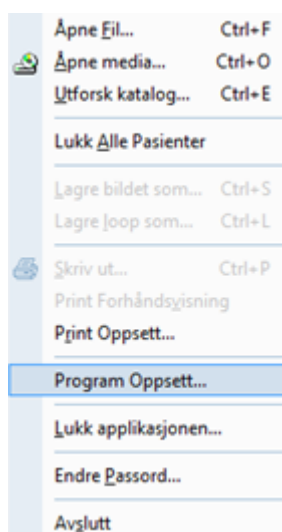 Åpne Fil... Ctrl+F
Åpne media... Ctrl+O
Utforsk katalog... Ctrl+E
Lukk Alle Pasienter
Lagre bildet som... Ctrl+S
Lagre loop som... Ctrl+L
Skriv ut... Ctrl+P
Print Forhåndsvisning
Print Oppsett...
Program Oppsett...
Lukk applikasjonen...
Endre Passord...
Avslutt